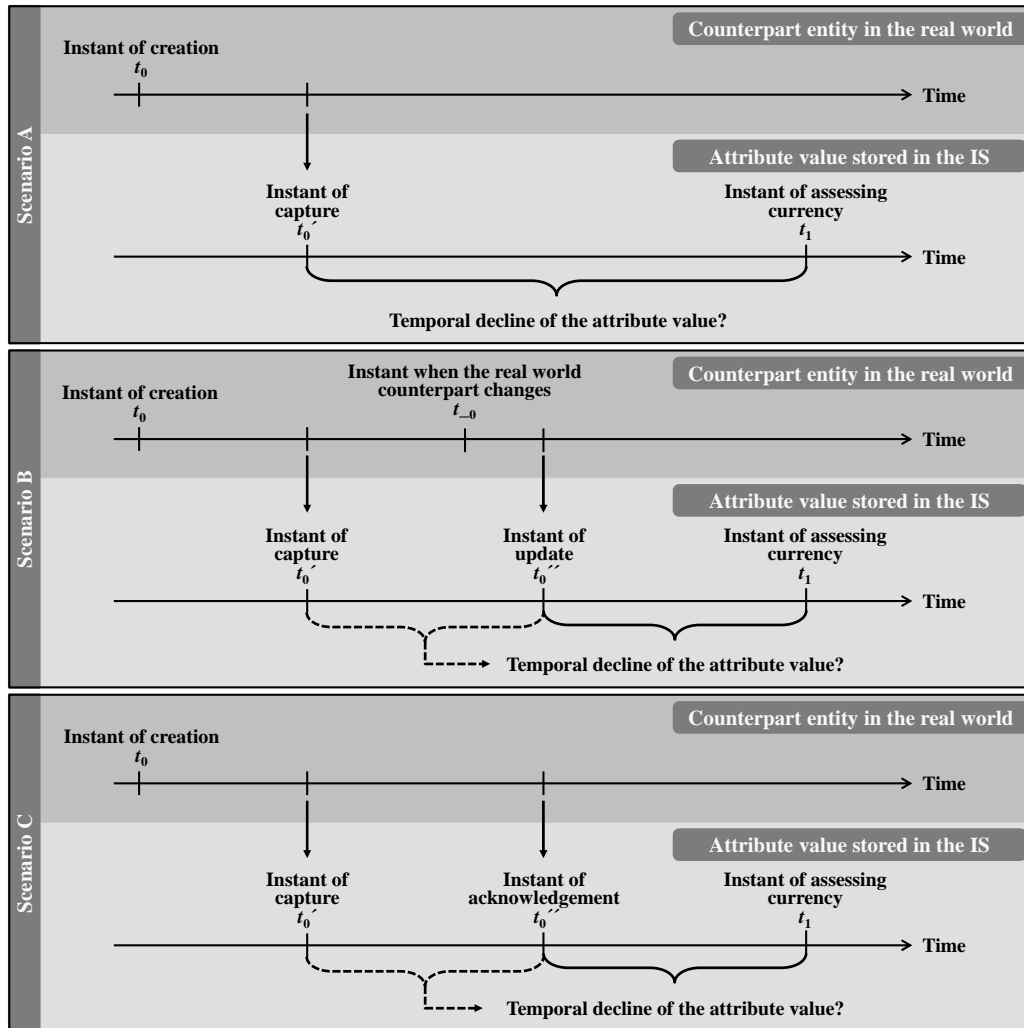 Scenario A
Counterpart entity in the real world
Instant of creation
t0
Time
Attribute value stored in the IS
Instant of
capture
t0´
Instant of assessing
currency
t1
Time
Temporal decline of the attribute value?
Scenario B
Counterpart entity in the real world
Instant of creation
t0
Instant when the real world
counterpart changes
t_0
Time
Attribute value stored in the IS
Instant of
capture
t0´
Instant of
update
t0´´
Instant of assessing
currency
t1
Time
Temporal decline of the attribute value?
Scenario C
Counterpart entity in the real world
Instant of creation
t0
Time
Attribute value stored in the IS
Instant of
capture
t0´
Instant of
acknowledgement
t0´´
Instant of assessing
currency
t1
Time
Temporal decline of the attribute value?